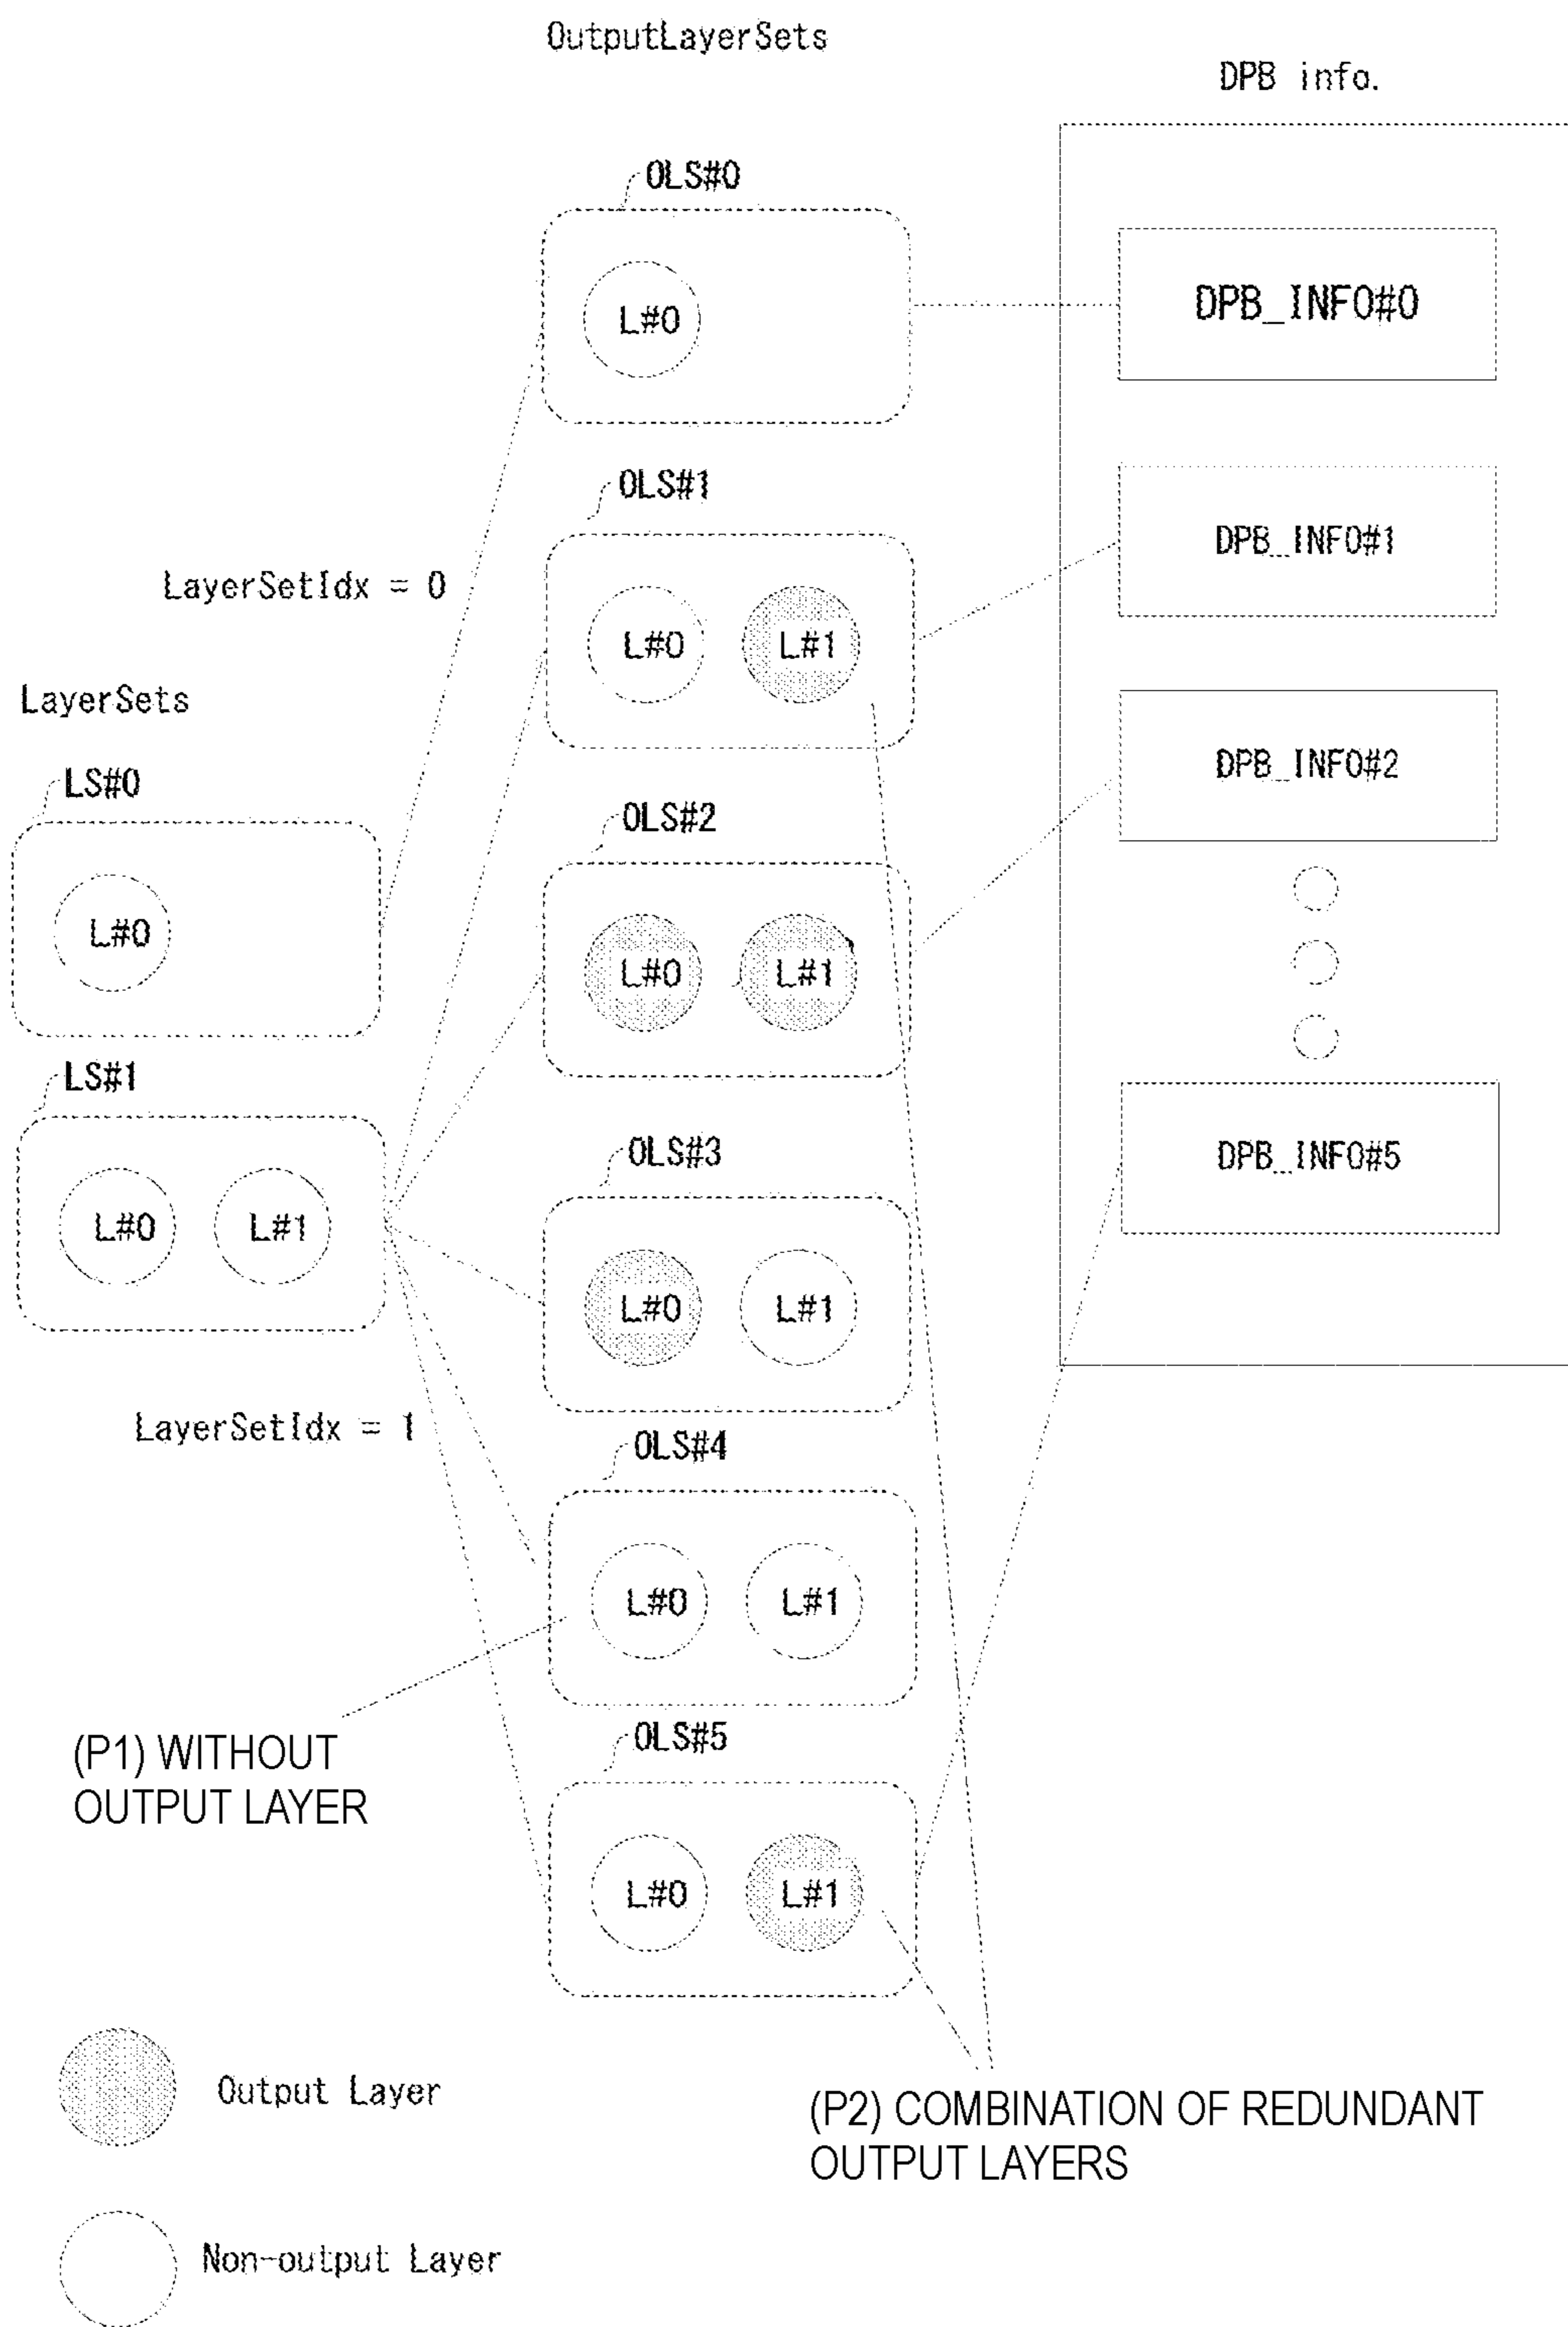 OutputLayerSets
DPB info.
OLS#0
L#0
DPB_INFO#0
OLS#1
DPB_INFO#1
LayerSetIdx = 0
L#0 L#1
LayerSets
DPB_INFO#2
LS#0
OLS#2
L#0
L#0 L#1
LS#1
OLS#3
DPB_INFO#5
L#0 L#1
L#0 L#1
LayerSetIdx = 1
OLS#4
L#0 L#1
(P1) WITHOUT
OUTPUT LAYER
OLS#5
L#0 L#1
Output Layer
(P2) COMBINATION OF REDUNDANT
OUTPUT LAYERS
Non-output Layer